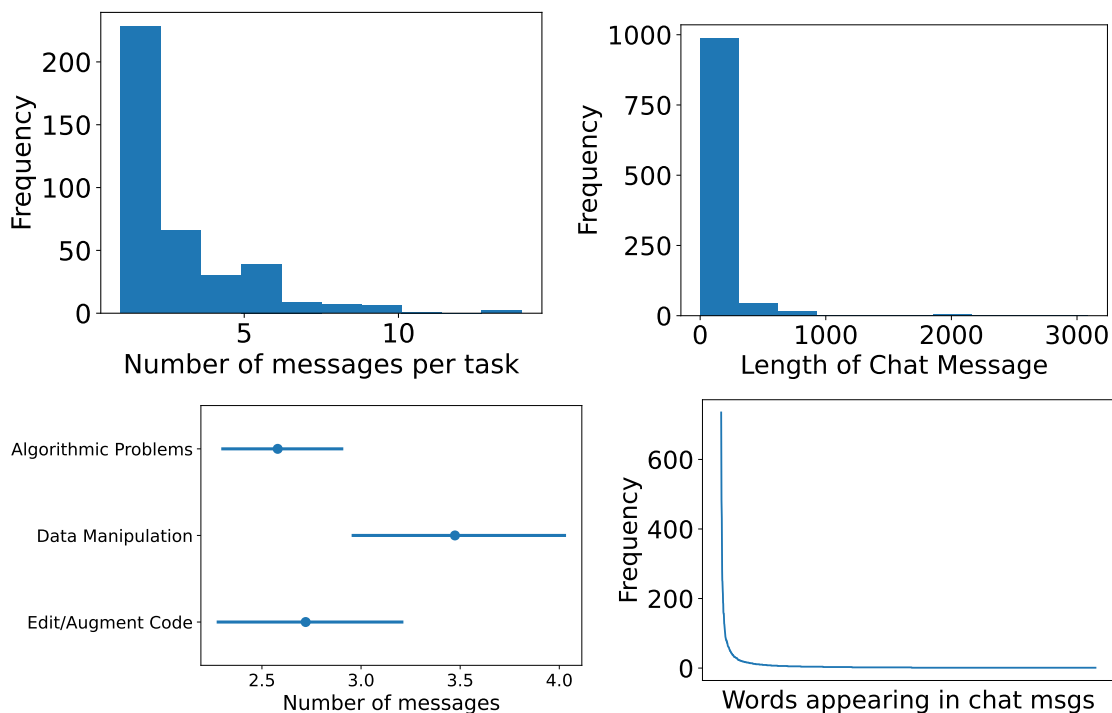 200
150
100
50
0
Frequency
5 10
Number of messages per task
1000
750
500
250
0
Frequency
0 1000 2000 3000
Length of Chat Message
Algorithmic Problems
Data Manipulation
Edit/Augment Code
2.5 3.0 3.5 4.0
Number of messages
600
400
200
0
Frequency
Words appearing in chat msgs